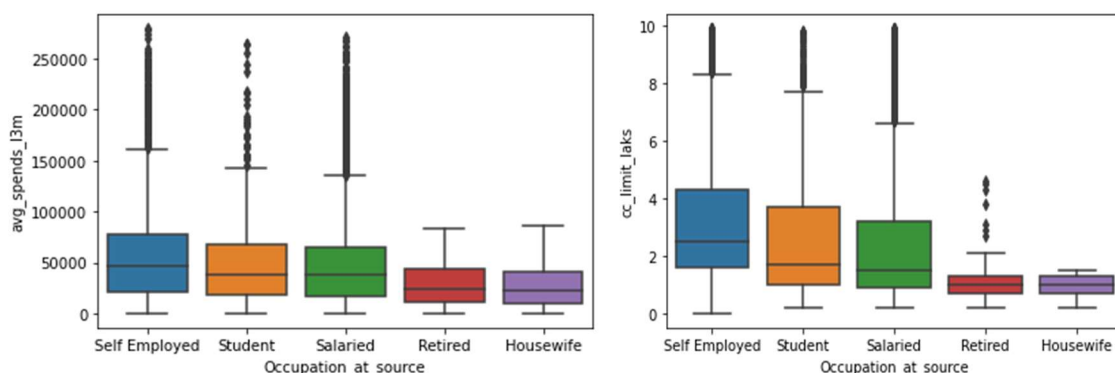 avg_spends_l3m
250000
200000
150000
100000
50000
0
Self Employed Student Salaried Retired Housewife
Occupation_at_source
cc_limit_laks
10
8
6
4
2
0
Self Employed Student Salaried Retired Housewife
Occupation_at_source